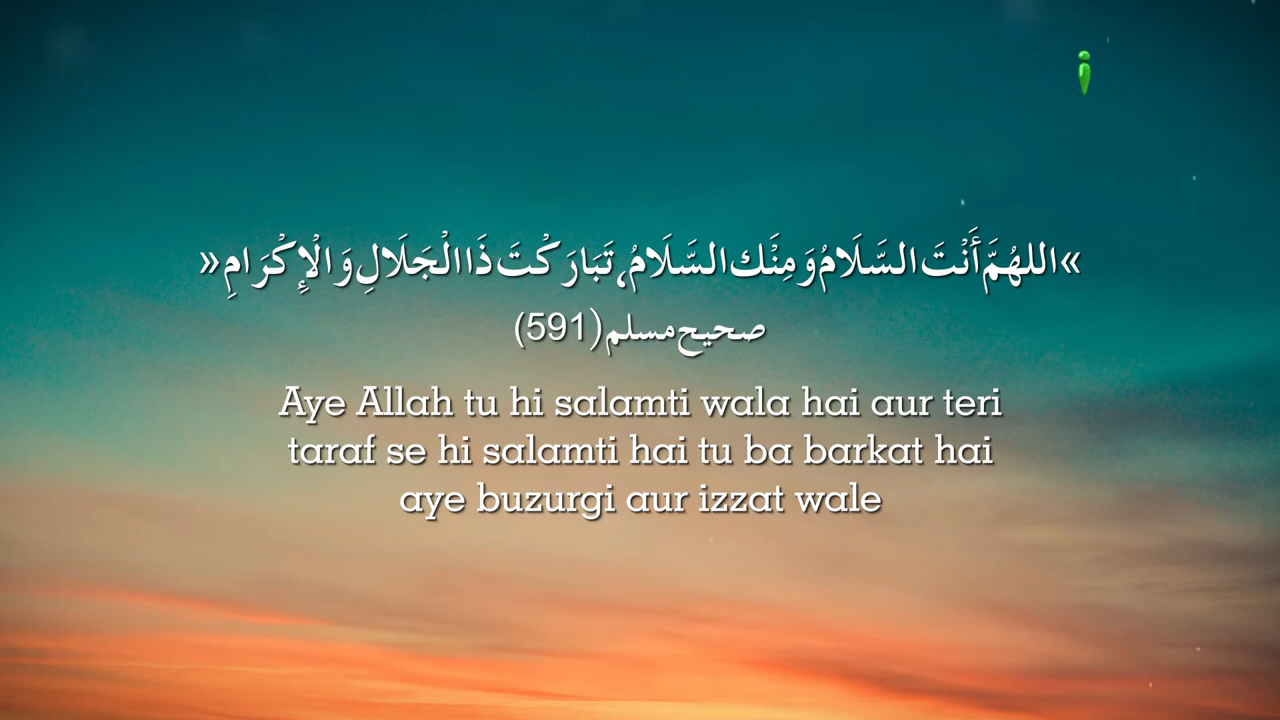 »اللهُمَّ أَنْتَ السَّلَامُ وَمِنْكَ السَّلَامُ، تَبَارَكْتَ ذَا الْجَلَالِ وَالْإِكْرَامِ«
صحيح مسلم(591)
Aye Allah tu hi salamti wala hai aur teri
taraf se hi salamti hai tu ba barkat hai
aye buzurgi aur izzat wale